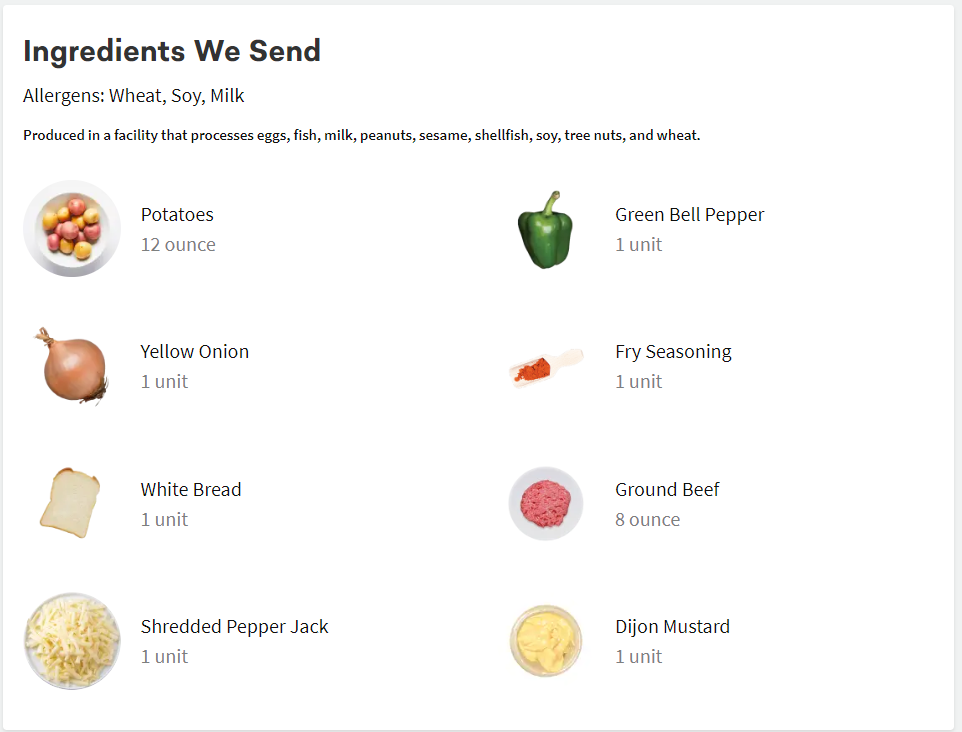 Ingredients We Send
Allergens: Wheat, Soy, Milk
Produced in a facility that processes eggs, fish, milk, peanuts, sesame, shellfish, soy, tree nuts, and wheat.
Potatoes
12 ounce
Green Bell Pepper
1 unit
Yellow Onion
1 unit
Fry Seasoning
1 unit
White Bread
1 unit
Ground Beef
8 ounce
Shredded Pepper Jack
1 unit
Dijon Mustard
1 unit